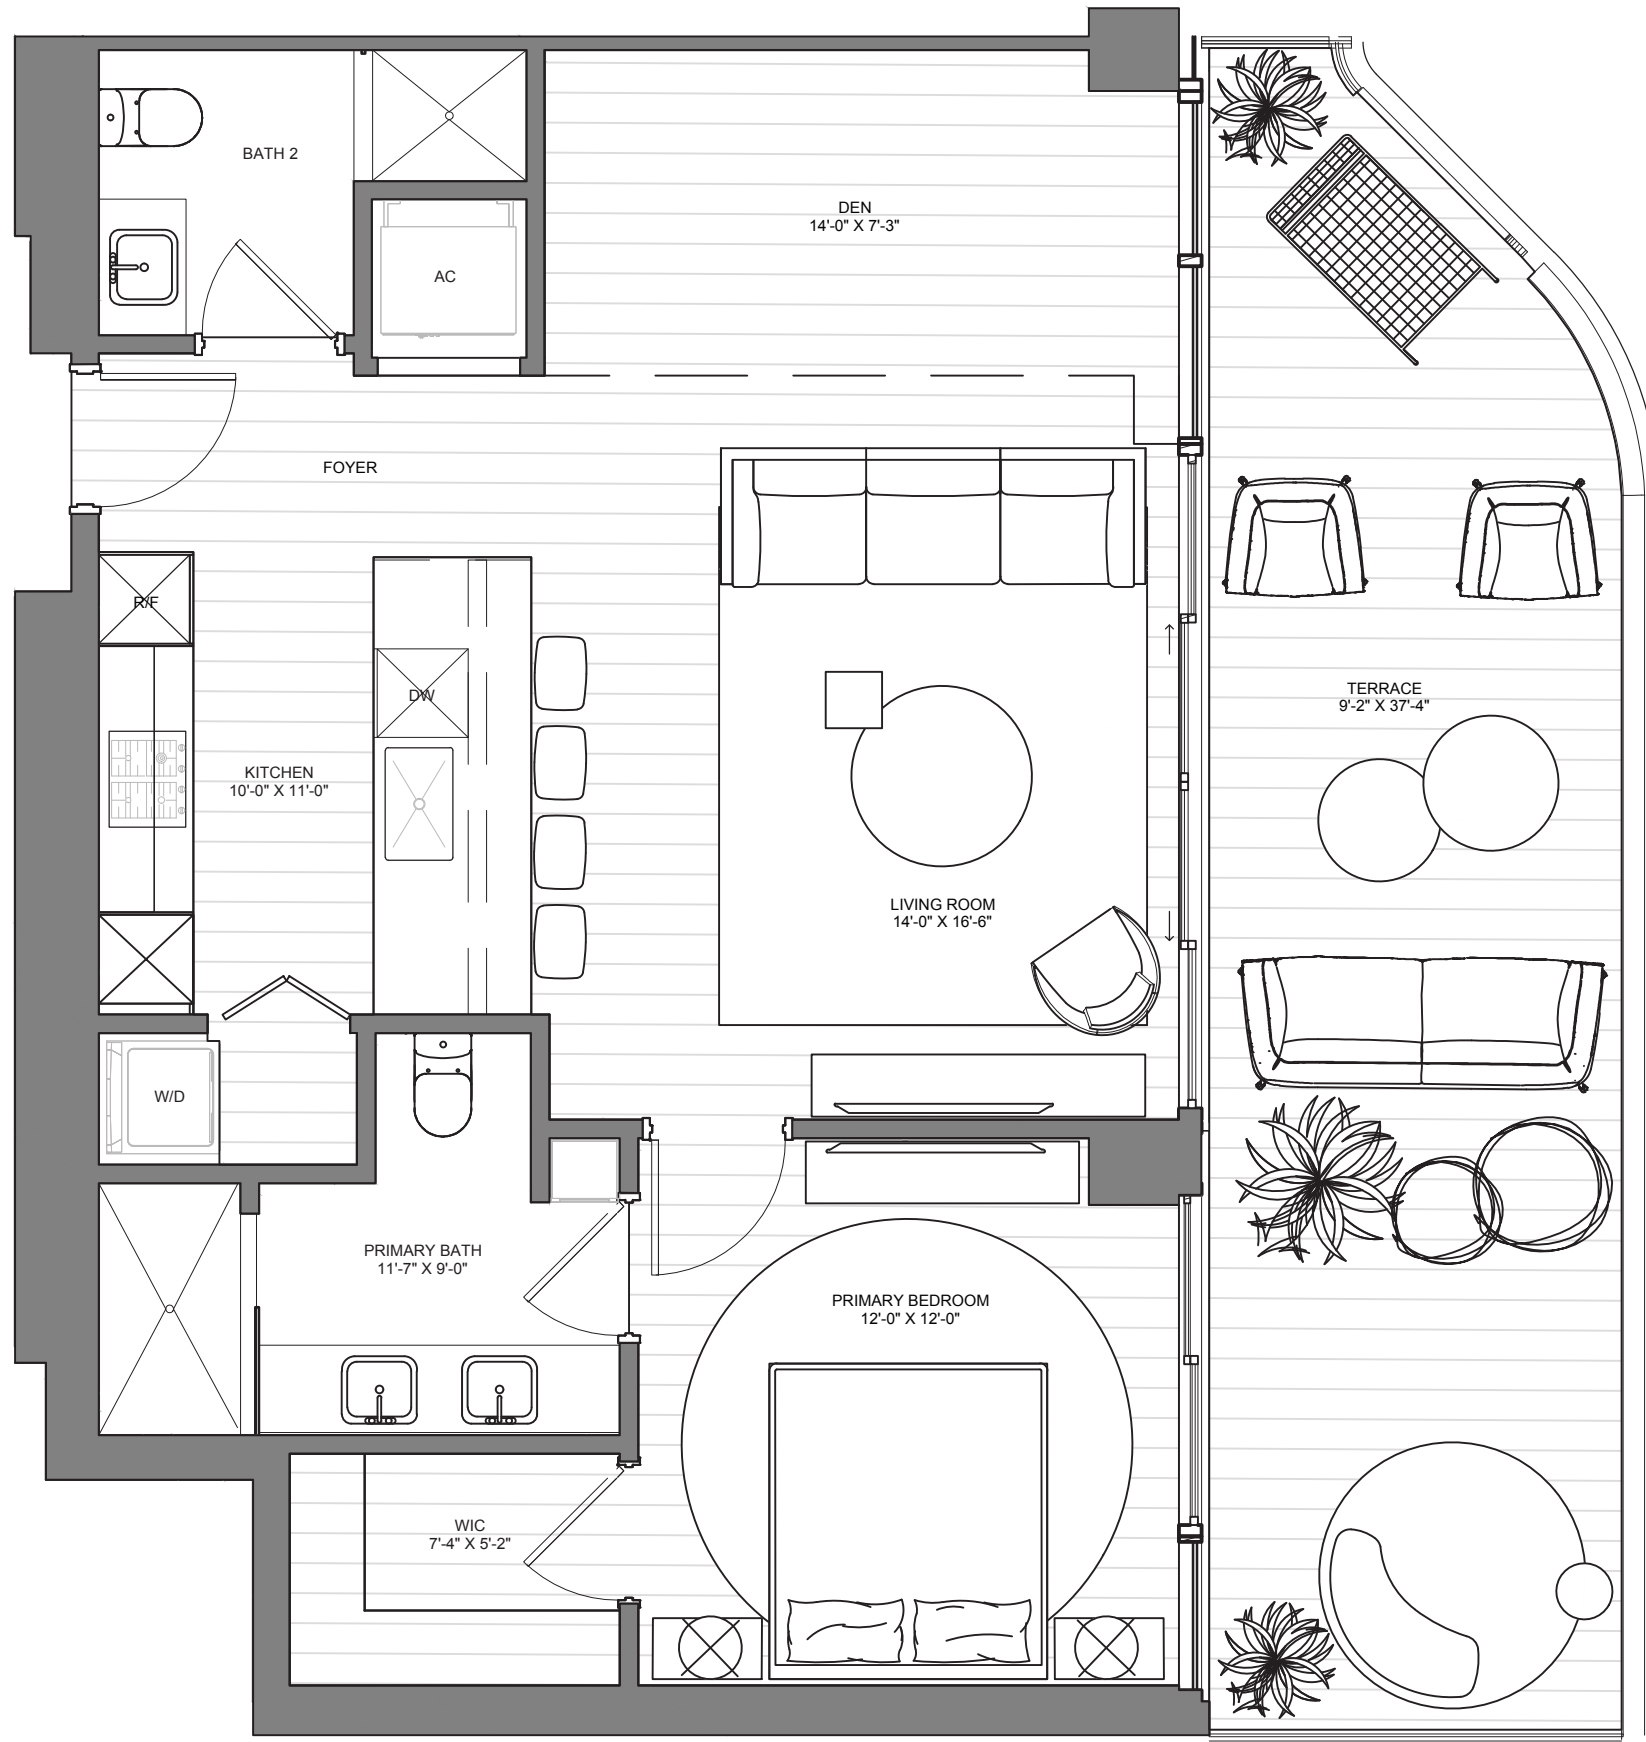 BATH 2
DEN
14'-0" X 7'-3"
AC
FOYER
R/F
DW
TERRACE
9'-2" X 37'-4"
KITCHEN
10'-0" X 11'-0"
LIVING ROOM
14'-0" X 16'-6"
W/D
PRIMARY BATH
11'-7" X 9'-0"
PRIMARY BEDROOM
12'-0" X 12'-0"
WIC
7'-4" X 5'-2"